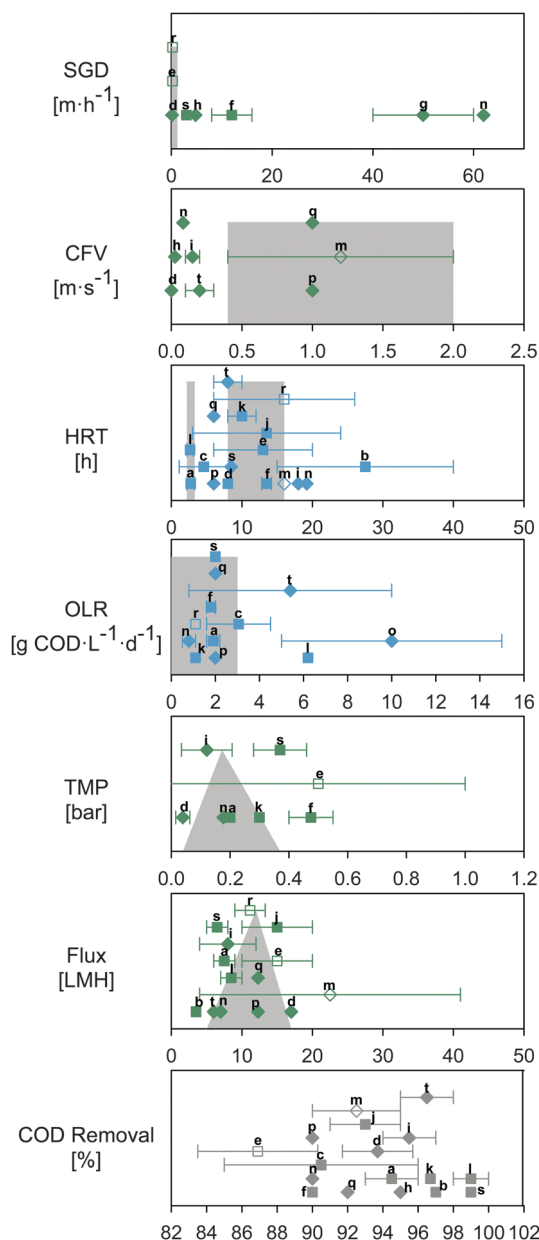 r
SGD
e
[m·h⁻¹]
d s h f g n
0 20 40 60
n q
CFV
h i m
[m·s⁻¹]
d t p
0.0 0.5 1.0 1.5 2.0 2.5
t
r
q k
HRT
j
l e
[h]
c s b
a p d f m i n
0 10 20 30 40 50
s
q
t
OLR
f
r c
[g COD·L⁻¹·d⁻¹]
n a o
k p l
0 2 4 6 8 10 12 14 16
i s
TMP
e
[bar]
d n a k f
0.0 0.2 0.4 0.6 0.8 1.0 1.2
r
s j
i
Flux
a e
[LMH]
l q
m
b t n p d
0 10 20 30 40 50
t
m
j
COD Removal
p i
e d
[%]
c
n a k l
f q h b s
82 84 86 88 90 92 94 96 98 100 102